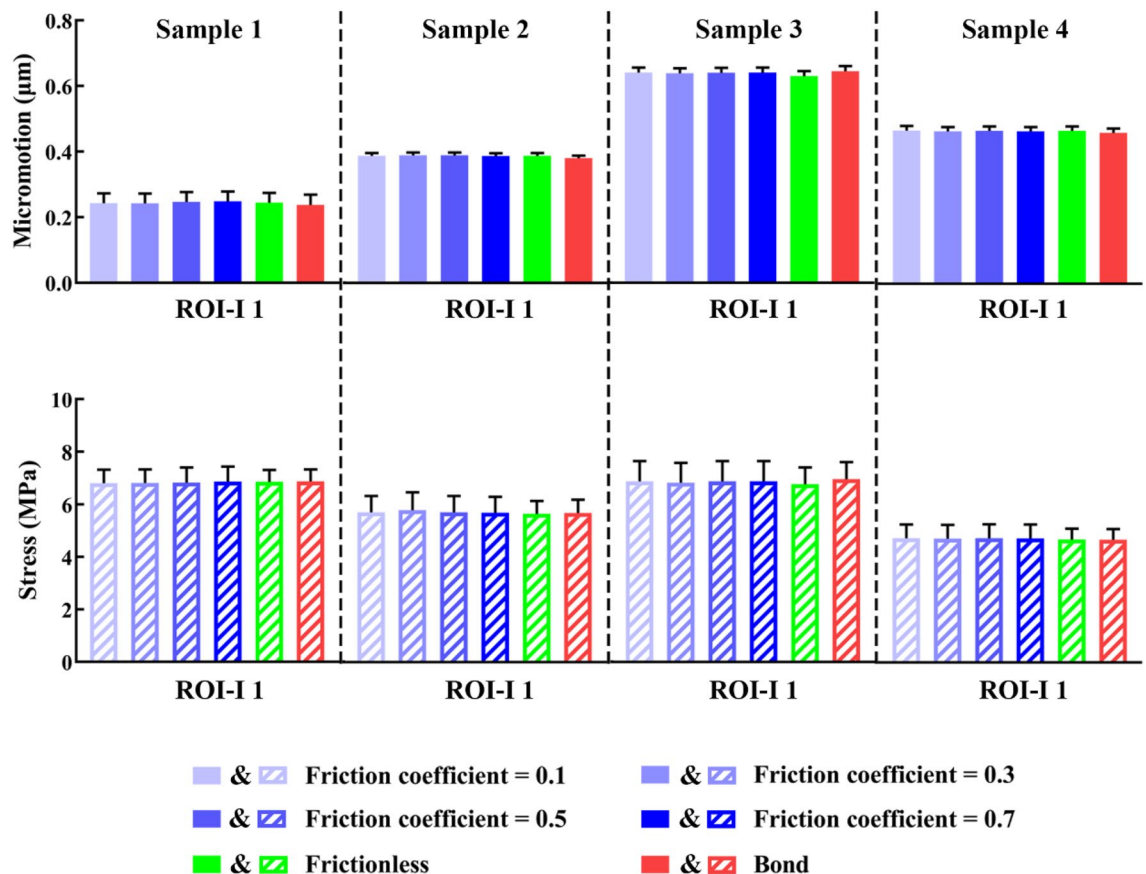 Sample 1 Sample 2 Sample 3 Sample 4
Micromotion (μm)
0.8
0.6
0.4
0.2
0.0
ROI-I 1 ROI-I 1 ROI-I 1 ROI-I 1
Stress (MPa)
10
8
6
4
2
0
ROI-I 1 ROI-I 1 ROI-I 1 ROI-I 1
& Friction coefficient = 0.1 & Friction coefficient = 0.3
& Friction coefficient = 0.5 & Friction coefficient = 0.7
& Frictionless & Bond